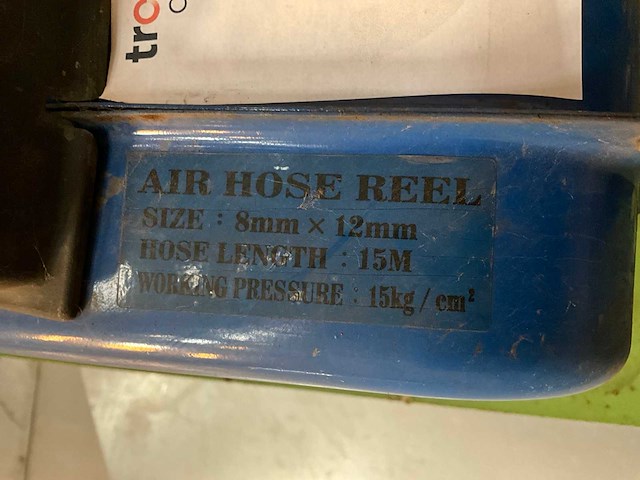 AIR HOSE REEL
SIZE : 8mm × 12mm
HOSE LENGTH : 15M
WORKING PRESSURE : 15kg / cm²